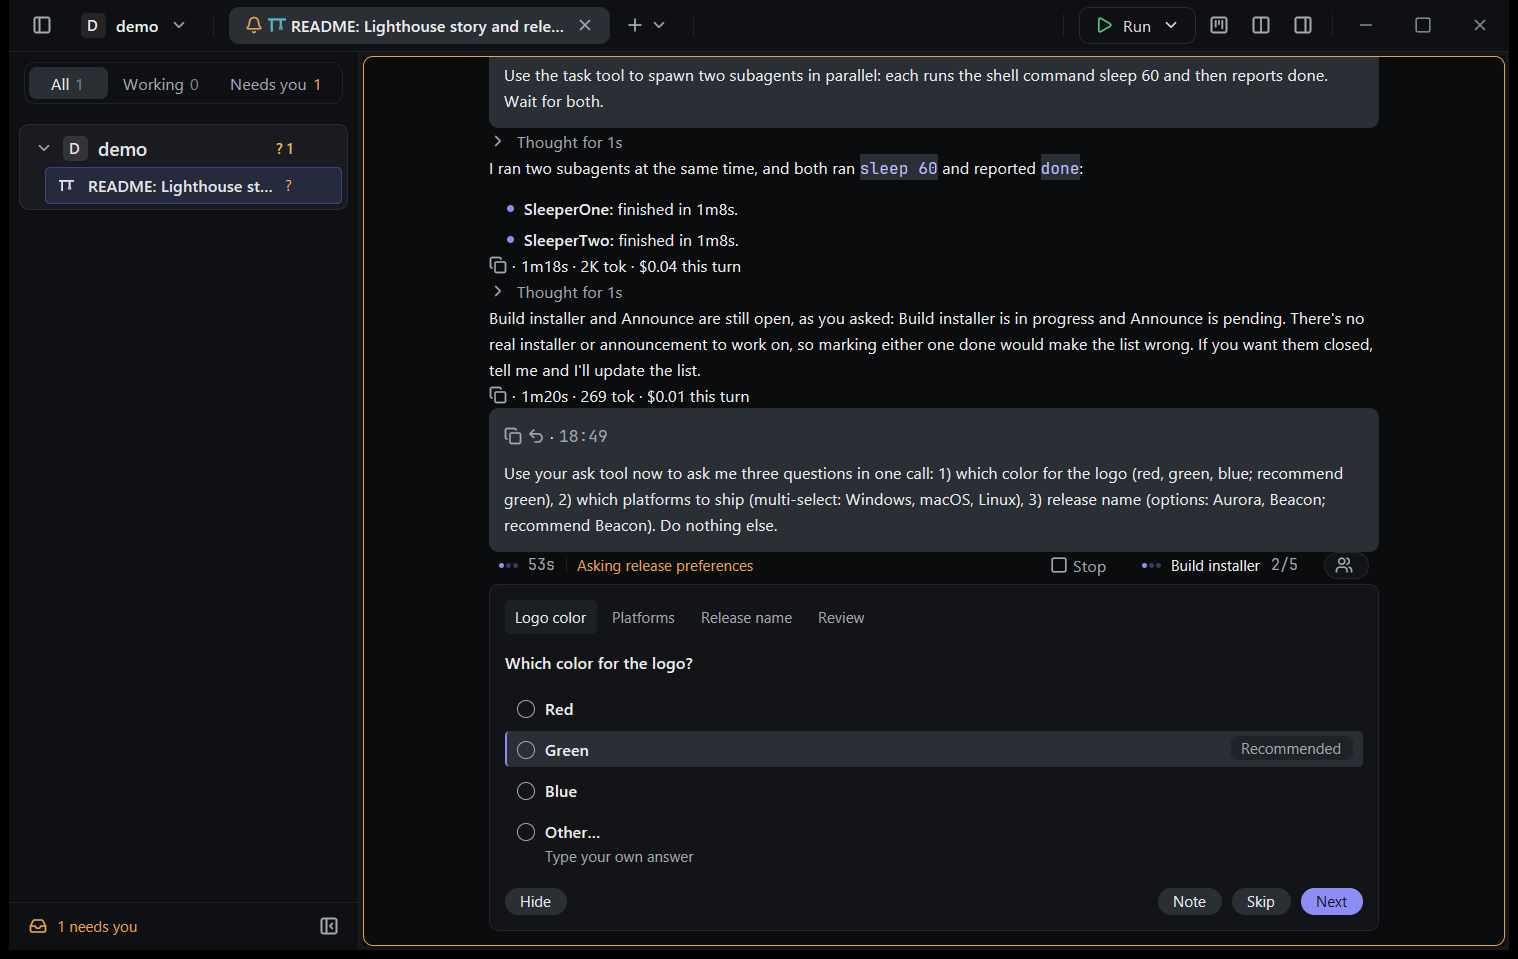 D demo
README: Lighthouse story and rele...
Run
All 1
Working 0
Needs you 1
D demo ? 1
README: Lighthouse st... ?
1 needs you
Use the task tool to spawn two subagents in parallel: each runs the shell command sleep 60 and then reports done.
Wait for both.
Thought for 1s
I ran two subagents at the same time, and both ran sleep 60 and reported done:
• SleeperOne: finished in 1m8s.
• SleeperTwo: finished in 1m8s.
· 1m18s · 2K tok · $0.04 this turn
Thought for 1s
Build installer and Announce are still open, as you asked: Build installer is in progress and Announce is pending. There's no
real installer or announcement to work on, so marking either one done would make the list wrong. If you want them closed,
tell me and I'll update the list.
· 1m20s · 269 tok · $0.01 this turn
· 18:49
Use your ask tool now to ask me three questions in one call: 1) which color for the logo (red, green, blue; recommend
green), 2) which platforms to ship (multi-select: Windows, macOS, Linux), 3) release name (options: Aurora, Beacon;
recommend Beacon). Do nothing else.
53s Asking release preferences
Stop
Build installer 2/5
Logo color
Platforms
Release name
Review
Which color for the logo?
Red
Green Recommended
Blue
Other...
Type your own answer
Hide
Note
Skip
Next